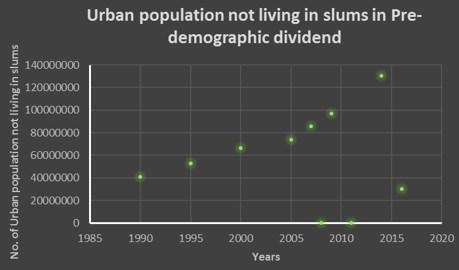 Urban population not living in slums in Pre-
demographic dividend
No. of Urban population not living in slums
140000000
120000000
100000000
80000000
60000000
40000000
20000000
0
1985 1990 1995 2000 2005 2010 2015 2020
Years